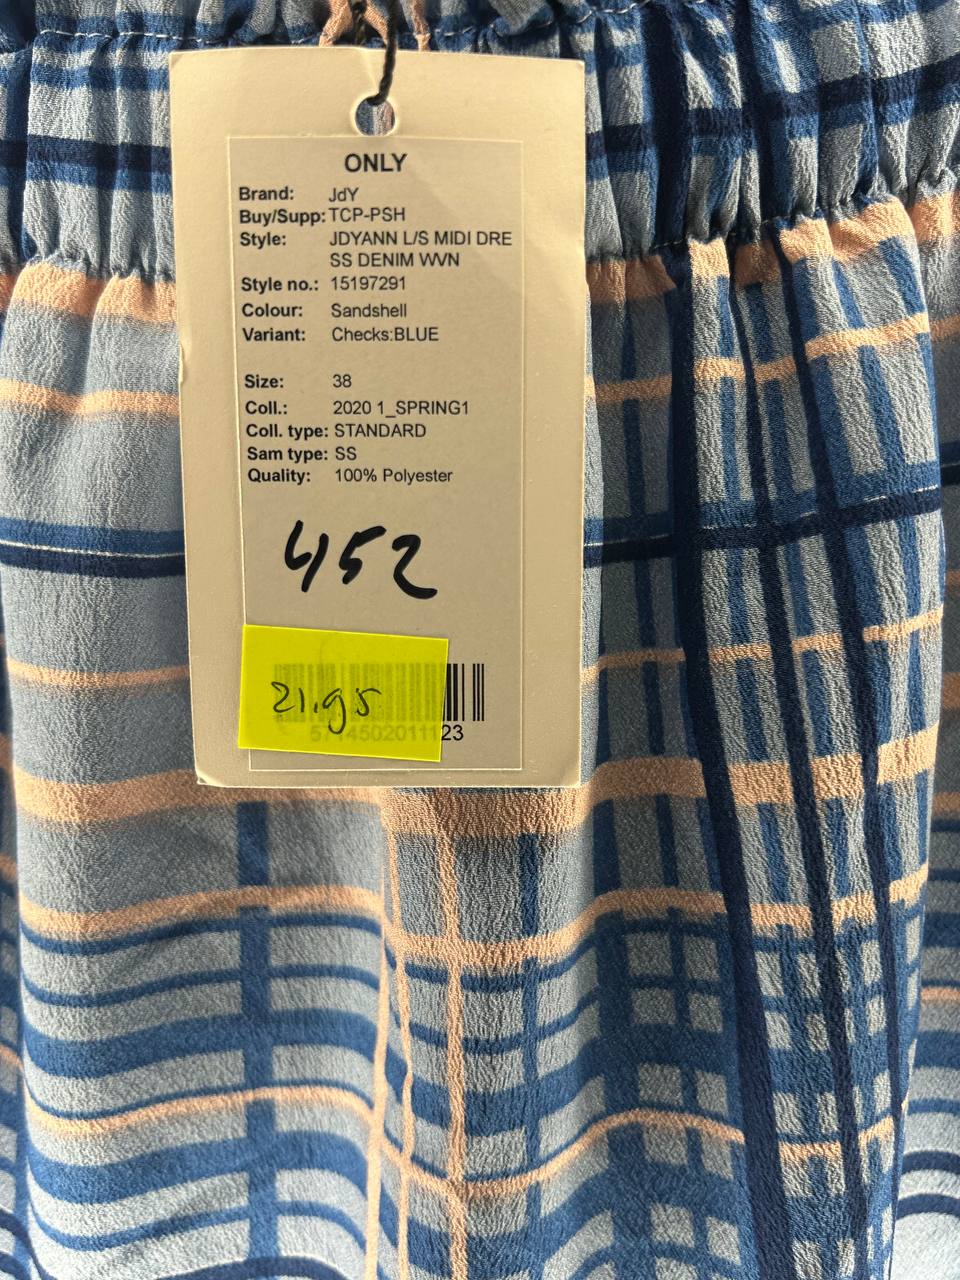 ONLY
Brand: JdY
Buy/Supp: TCP-PSH
Style: JDYANN L/S MIDI DRE
SS DENIM WVN
Style no.: 15197291
Colour: Sandshell
Variant: Checks:BLUE
Size: 38
Coll.: 2020 1_SPRING1
Coll. type: STANDARD
Sam type: SS
Quality: 100% Polyester
452
21.95
5714502011123